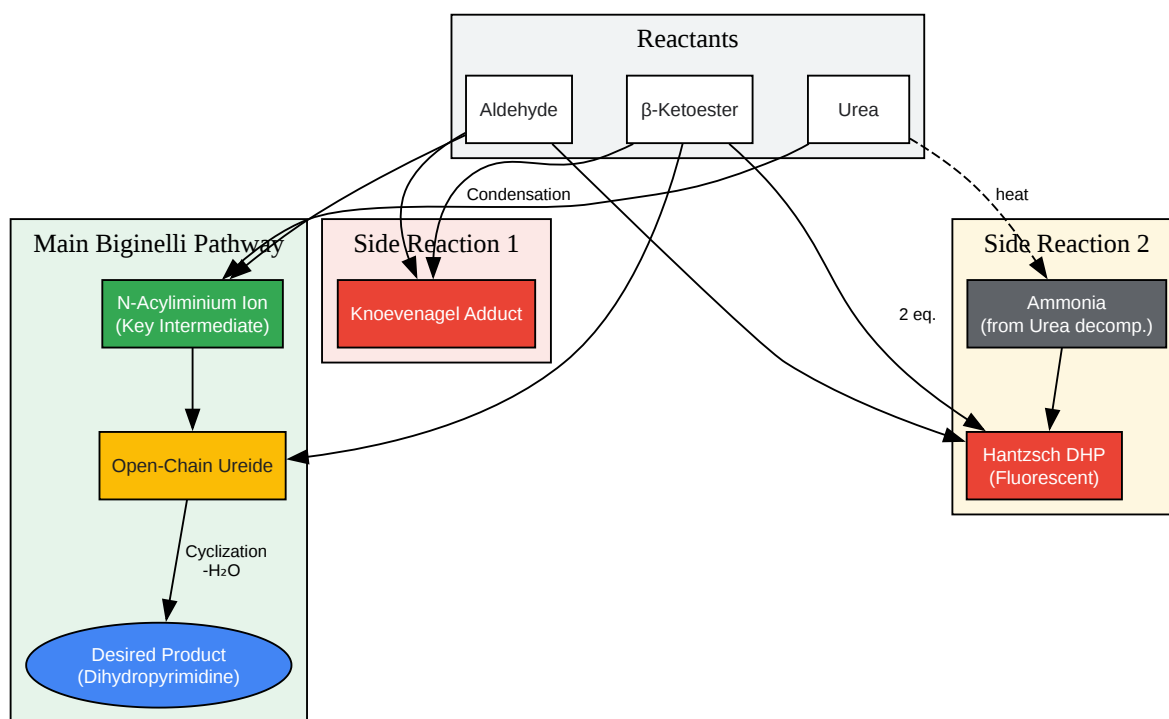 Reactants
Aldehyde
β-Ketoester
Urea
Condensation
heat
Main Biginelli Pathway
Side Reaction 1
Side Reaction 2
N-Acyliminium Ion
(Key Intermediate)
Knoevenagel Adduct
Ammonia
(from Urea decomp.)
2 eq.
Open-Chain Ureide
Hantzsch DHP
(Fluorescent)
Cyclization
-H₂O
Desired Product
(Dihydropyrimidine)